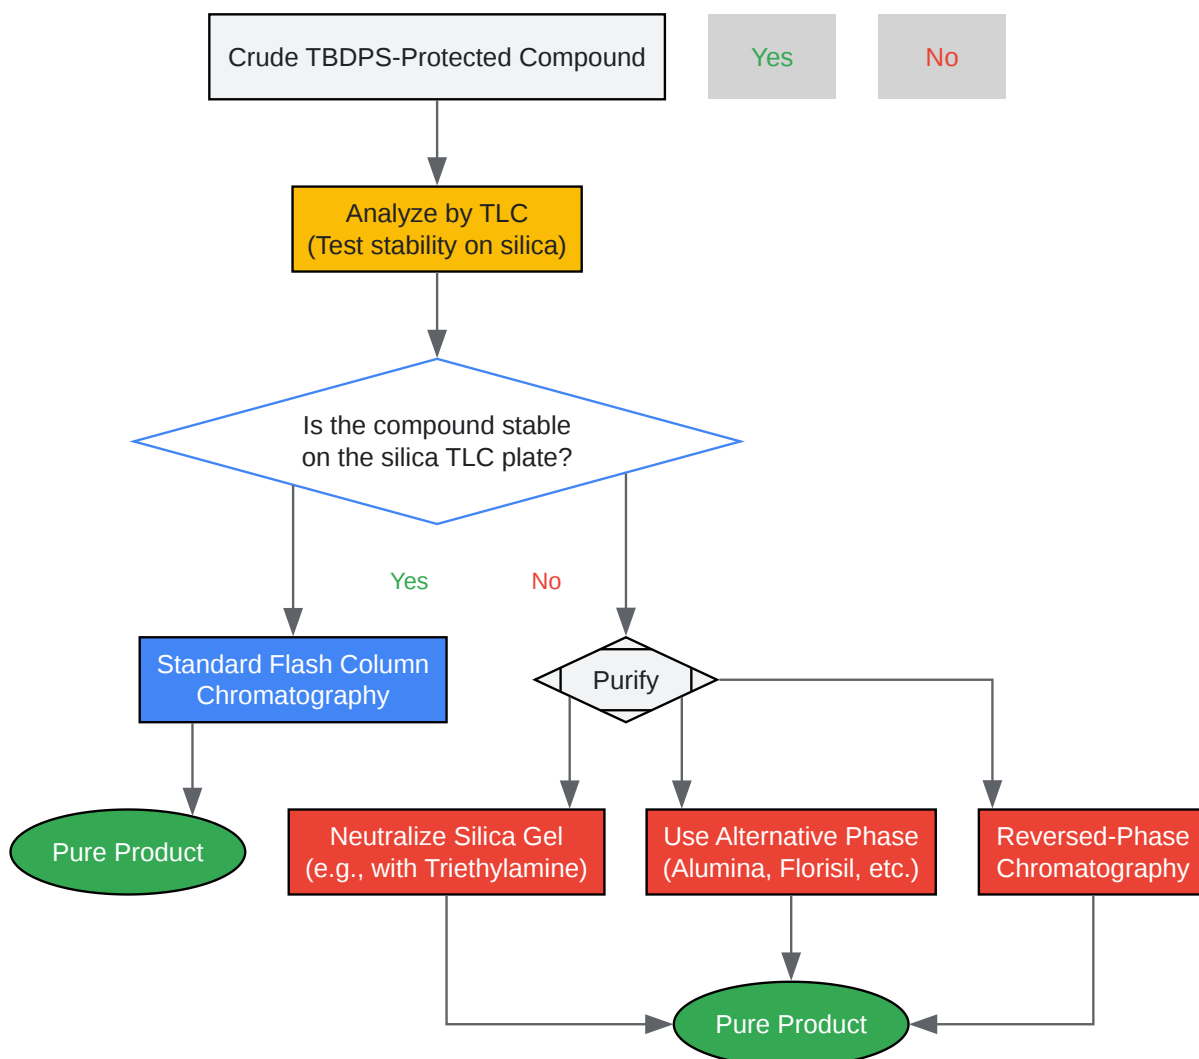 Crude TBDPS-Protected Compound
Yes
No
Analyze by TLC
(Test stability on silica)
Is the compound stable
on the silica TLC plate?
Yes
No
Standard Flash Column
Chromatography
Purify
Pure Product
Neutralize Silica Gel
(e.g., with Triethylamine)
Use Alternative Phase
(Alumina, Florisil, etc.)
Reversed-Phase
Chromatography
Pure Product